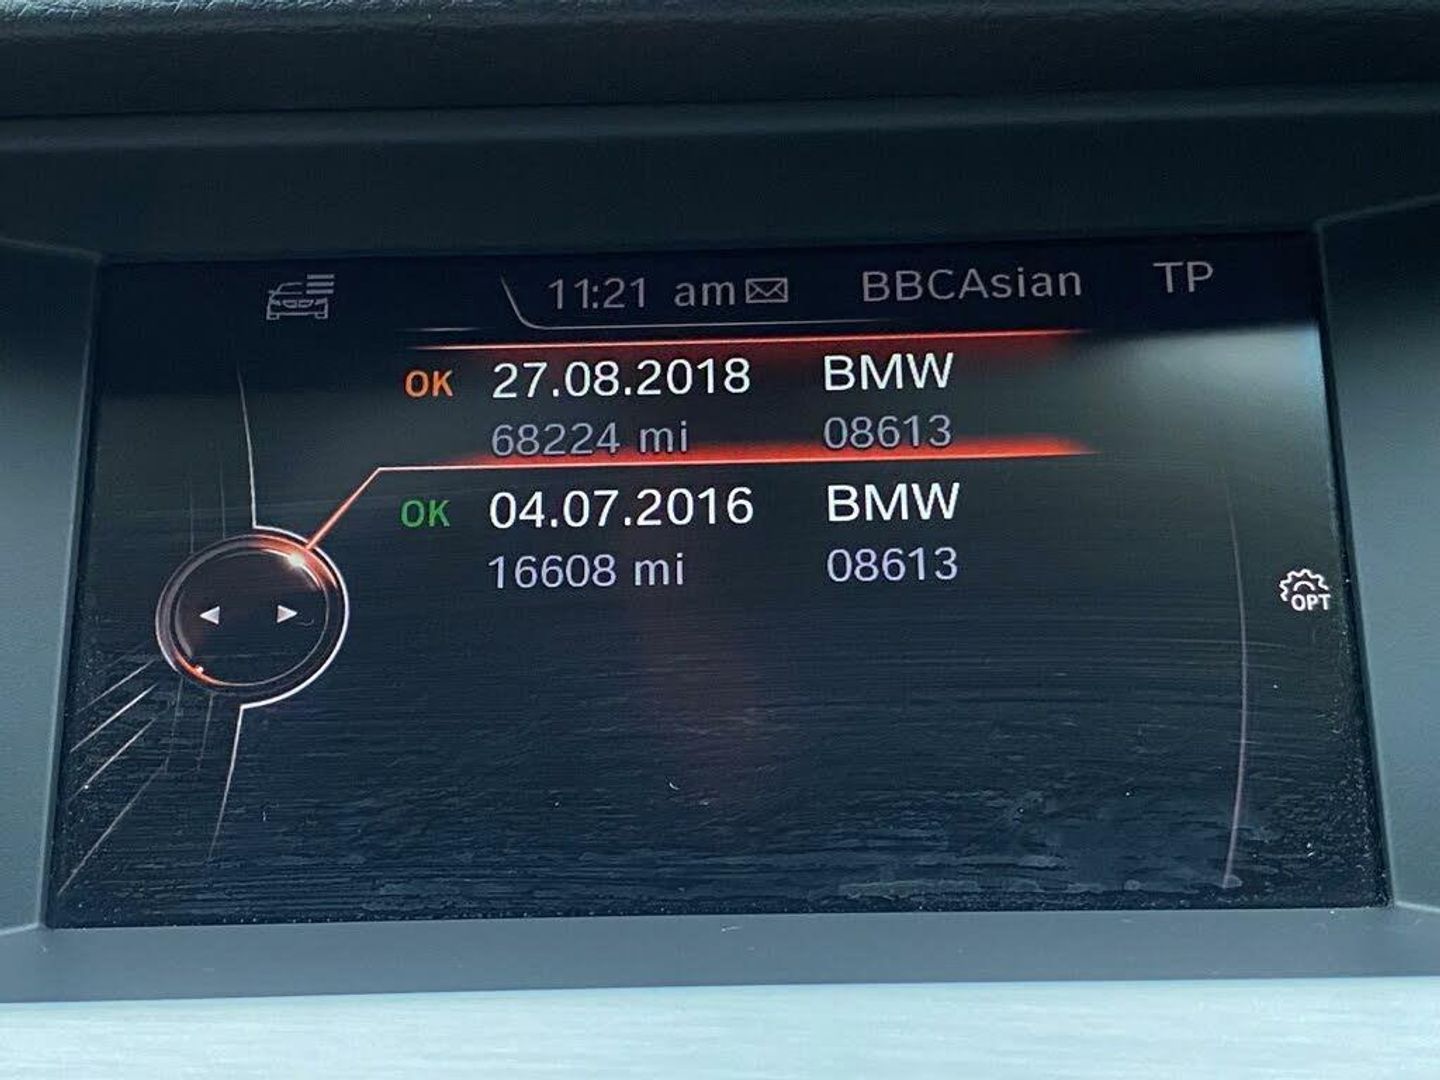 11:21 am BBCAsian TP
OK 27.08.2018 BMW
68224 mi 08613
OK 04.07.2016 BMW
16608 mi 08613
OPT